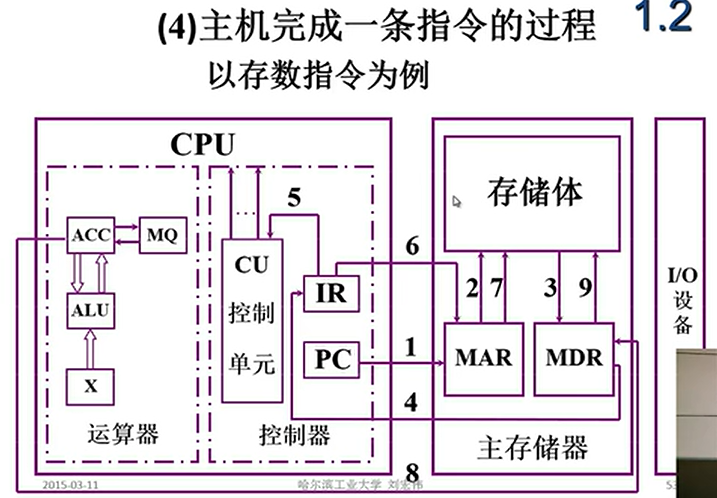 (4)主机完成一条指令的过程
1.2
以存数指令为例
CPU
ACC
MQ
ALU
X
运算器
CU
控制
单元
5
IR
PC
控制器
6
1
4
8
存储体
2
7
3
9
MAR
MDR
主存储器
I/O
设
备
2015-03-11
哈尔滨工业大学 刘宏伟